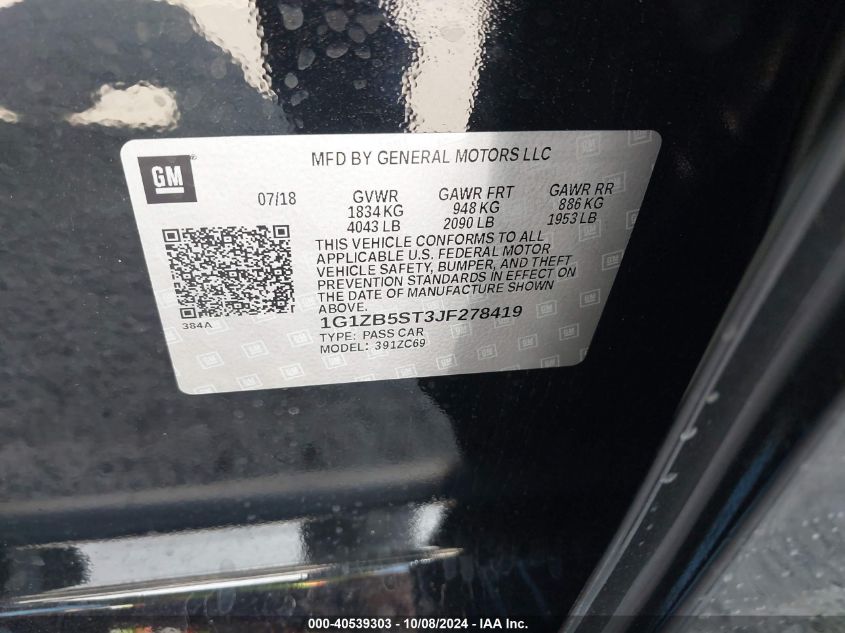 GM
MFD BY GENERAL MOTORS LLC
07/18 GVWR GAWR FRT GAWR RR
1834 KG 948 KG 886 KG
4043 LB 2090 LB 1953 LB
THIS VEHICLE CONFORMS TO ALL
APPLICABLE U.S. FEDERAL MOTOR
VEHICLE SAFETY, BUMPER, AND THEFT
PREVENTION STANDARDS IN EFFECT ON
THE DATE OF MANUFACTURE SHOWN
ABOVE.
384A
1G1ZB5ST3JF278419
TYPE: PASS CAR
MODEL: 391ZC69
000-40539303 - 10/08/2024 - IAA Inc.